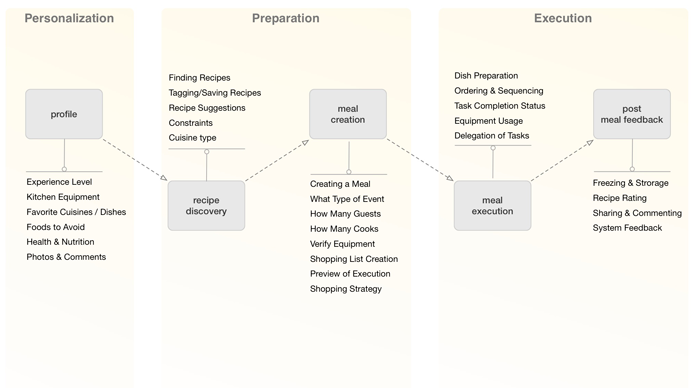 Personalization
profile
Experience Level
Kitchen Equipment
Favorite Cuisines / Dishes
Foods to Avoid
Health & Nutrition
Photos & Comments
Preparation
Finding Recipes
Tagging/Saving Recipes
Recipe Suggestions
Constraints
Cuisine type
recipe
discovery
meal
creation
Creating a Meal
What Type of Event
How Many Guests
How Many Cooks
Verify Equipment
Shopping List Creation
Preview of Execution
Shopping Strategy
Execution
Dish Preparation
Ordering & Sequencing
Task Completion Status
Equipment Usage
Delegation of Tasks
meal
execution
post
meal feedback
Freezing & Strorage
Recipe Rating
Sharing & Commenting
System Feedback